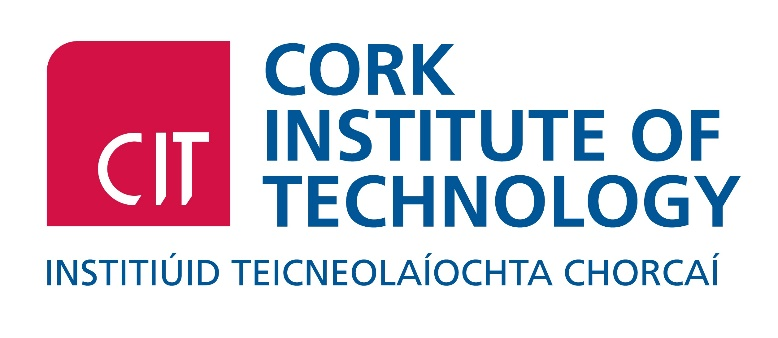 CIT
CORK
INSTITUTE OF
TECHNOLOGY
INSTITIÚID TEICNEOLAÍOCHTA CHORCAÍ